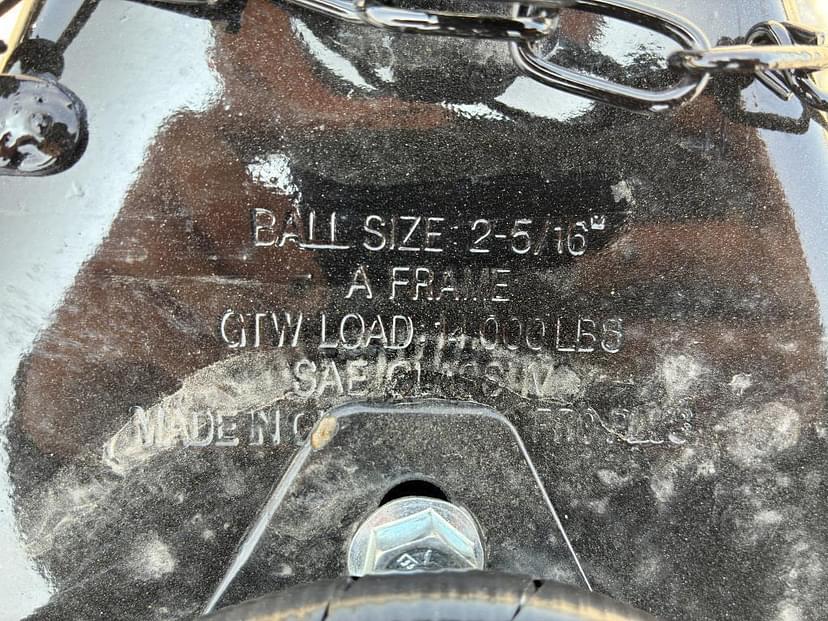 BALL SIZE: 2-5/16"
A FRAME
GTW LOAD: 14,000 LBS
SAE CLASS IV
MADE IN